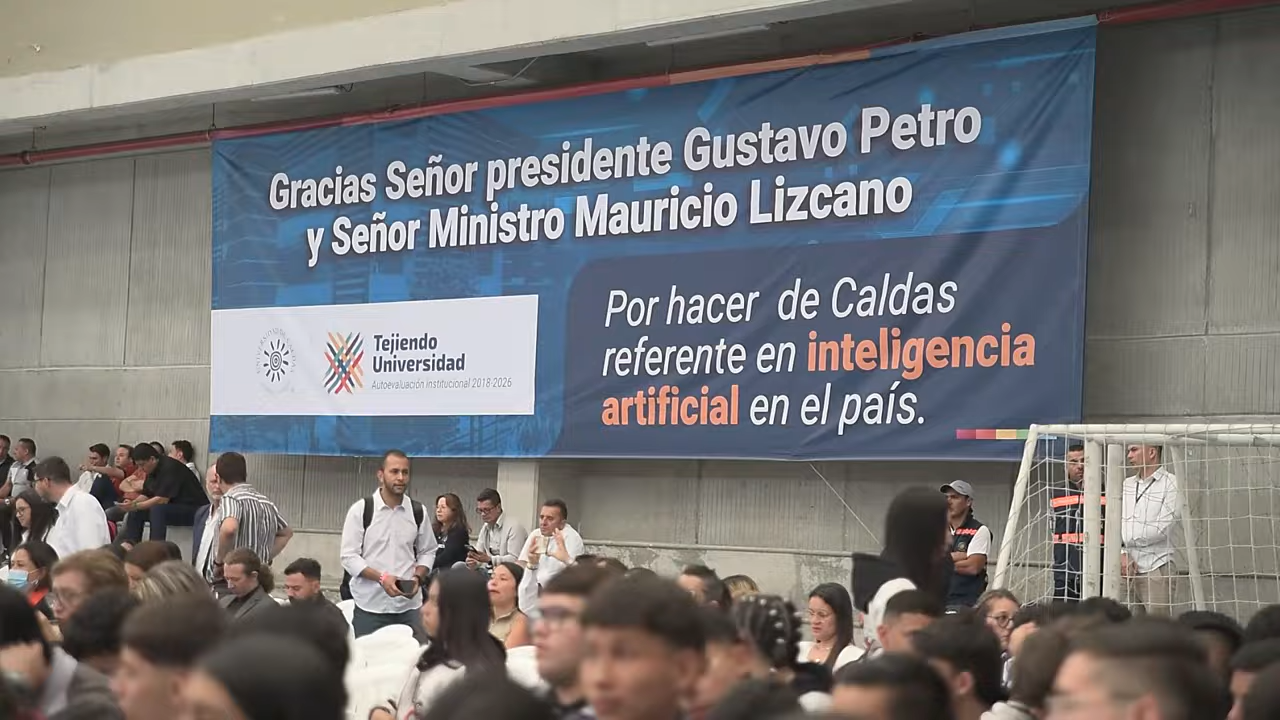 Gracias Señor presidente Gustavo Petro
y Señor Ministro Mauricio Lizcano
Por hacer de Caldas
referente en inteligencia
artificial en el país.
Tejiendo
Universidad
Autoevaluación Institucional 2018-2026